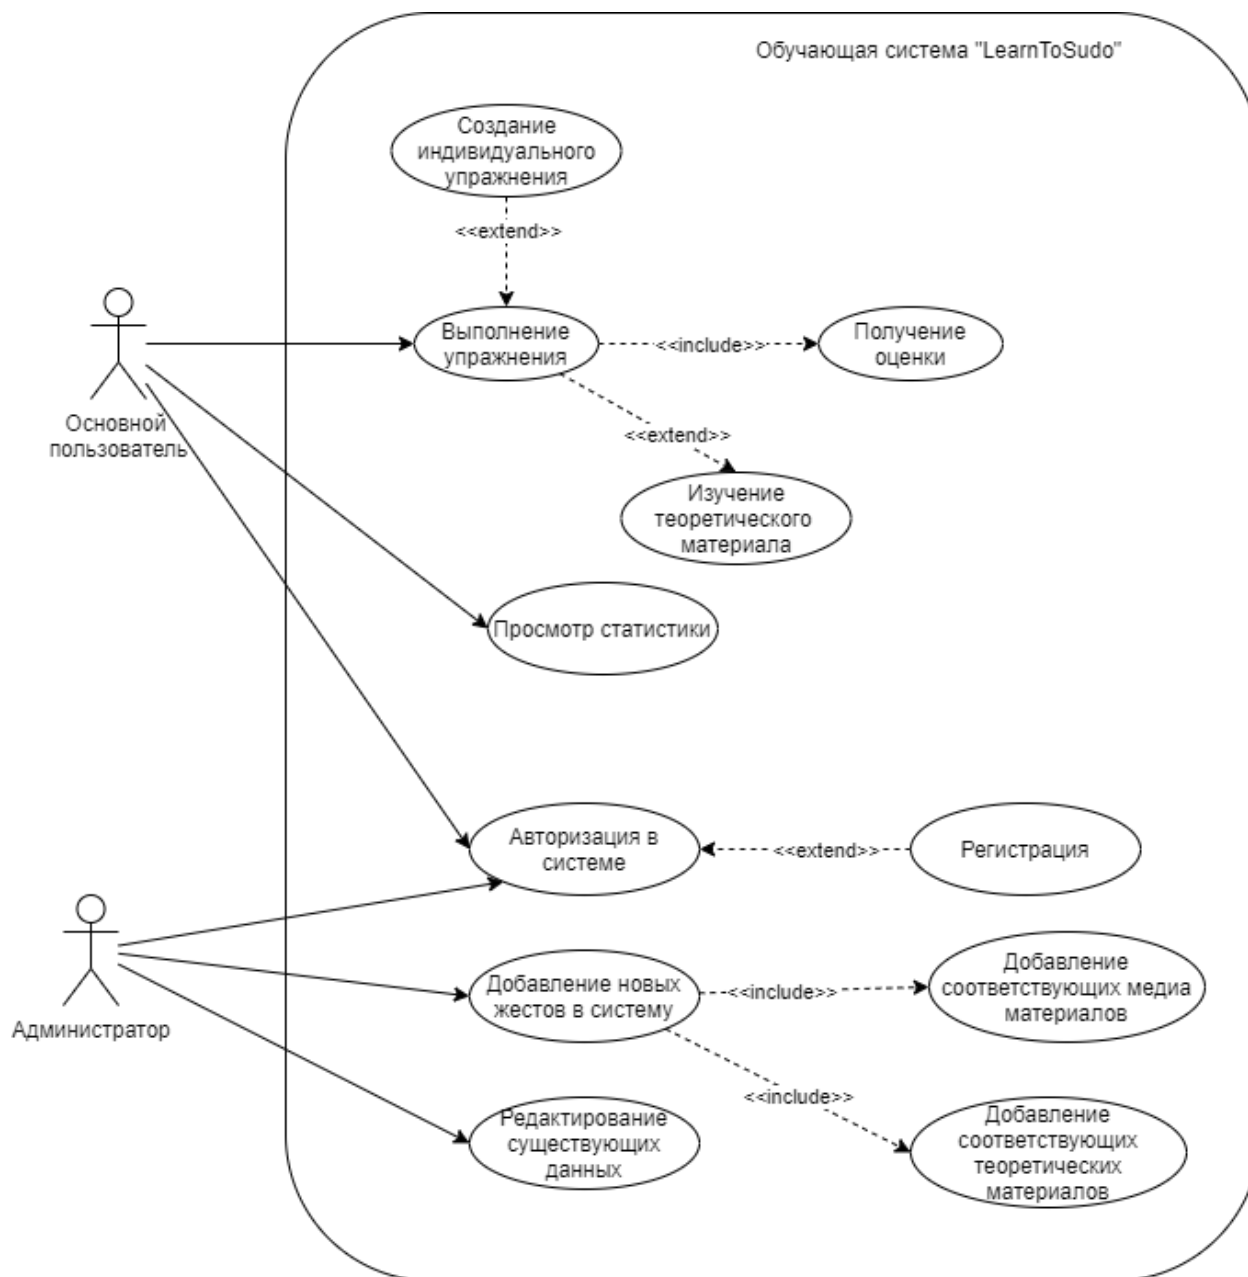 Обучающая система "LearnToSudo"
Создание
индивидуального
упражнения
<<extend>>
Выполнение
упражнения
<<include>>
Получение
оценки
Основной
пользователь
<<extend>>
Изучение
теоретического
материала
Просмотр статистики
Авторизация в
системе
<<extend>>
Регистрация
Администратор
Добавление новых
жестов в систему
<<include>>
Добавление
соответствующих медиа
материалов
<<include>>
Редактирование
существующих
данных
Добавление
соответствующих
теоретических
материалов